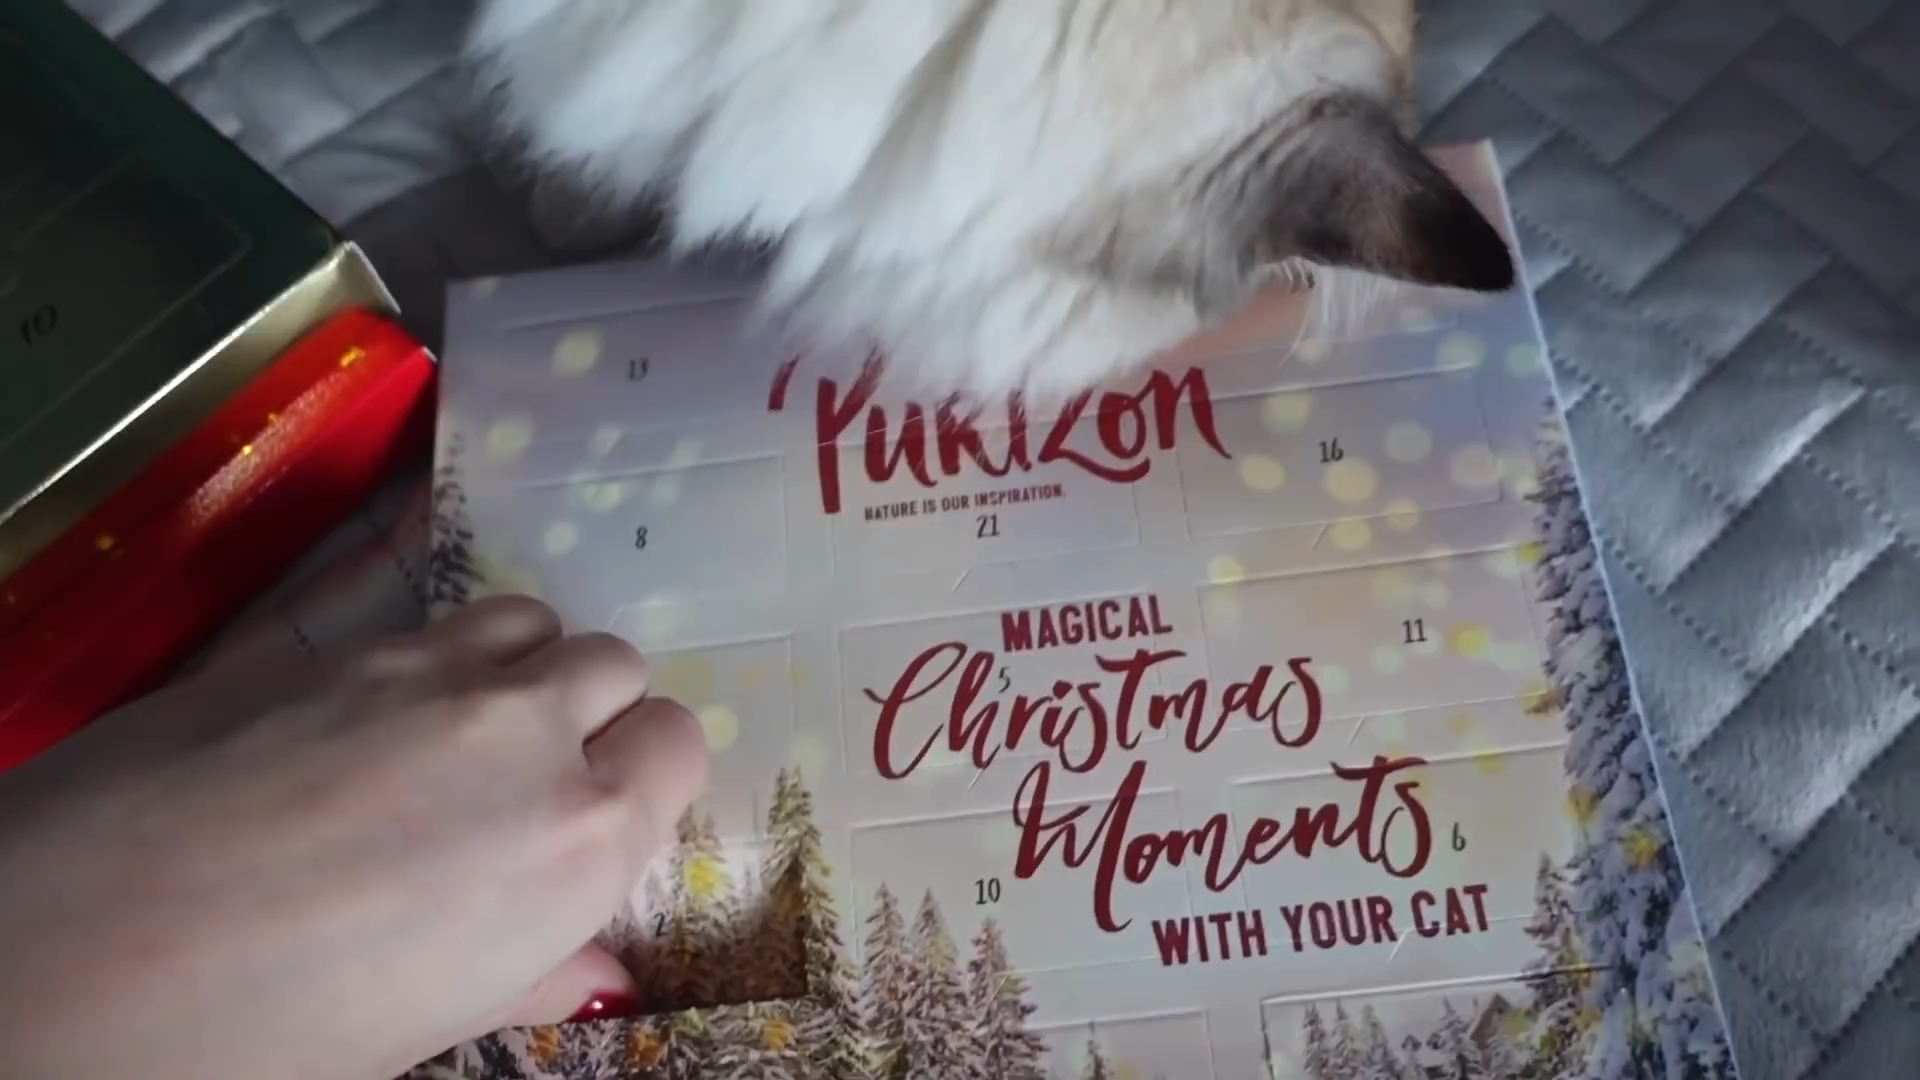 10
13
PURIZON
16
NATURE IS OUR INSPIRATION.
8
21
MAGICAL
11
5
Christmas
Moments
6
10
2
WITH YOUR CAT